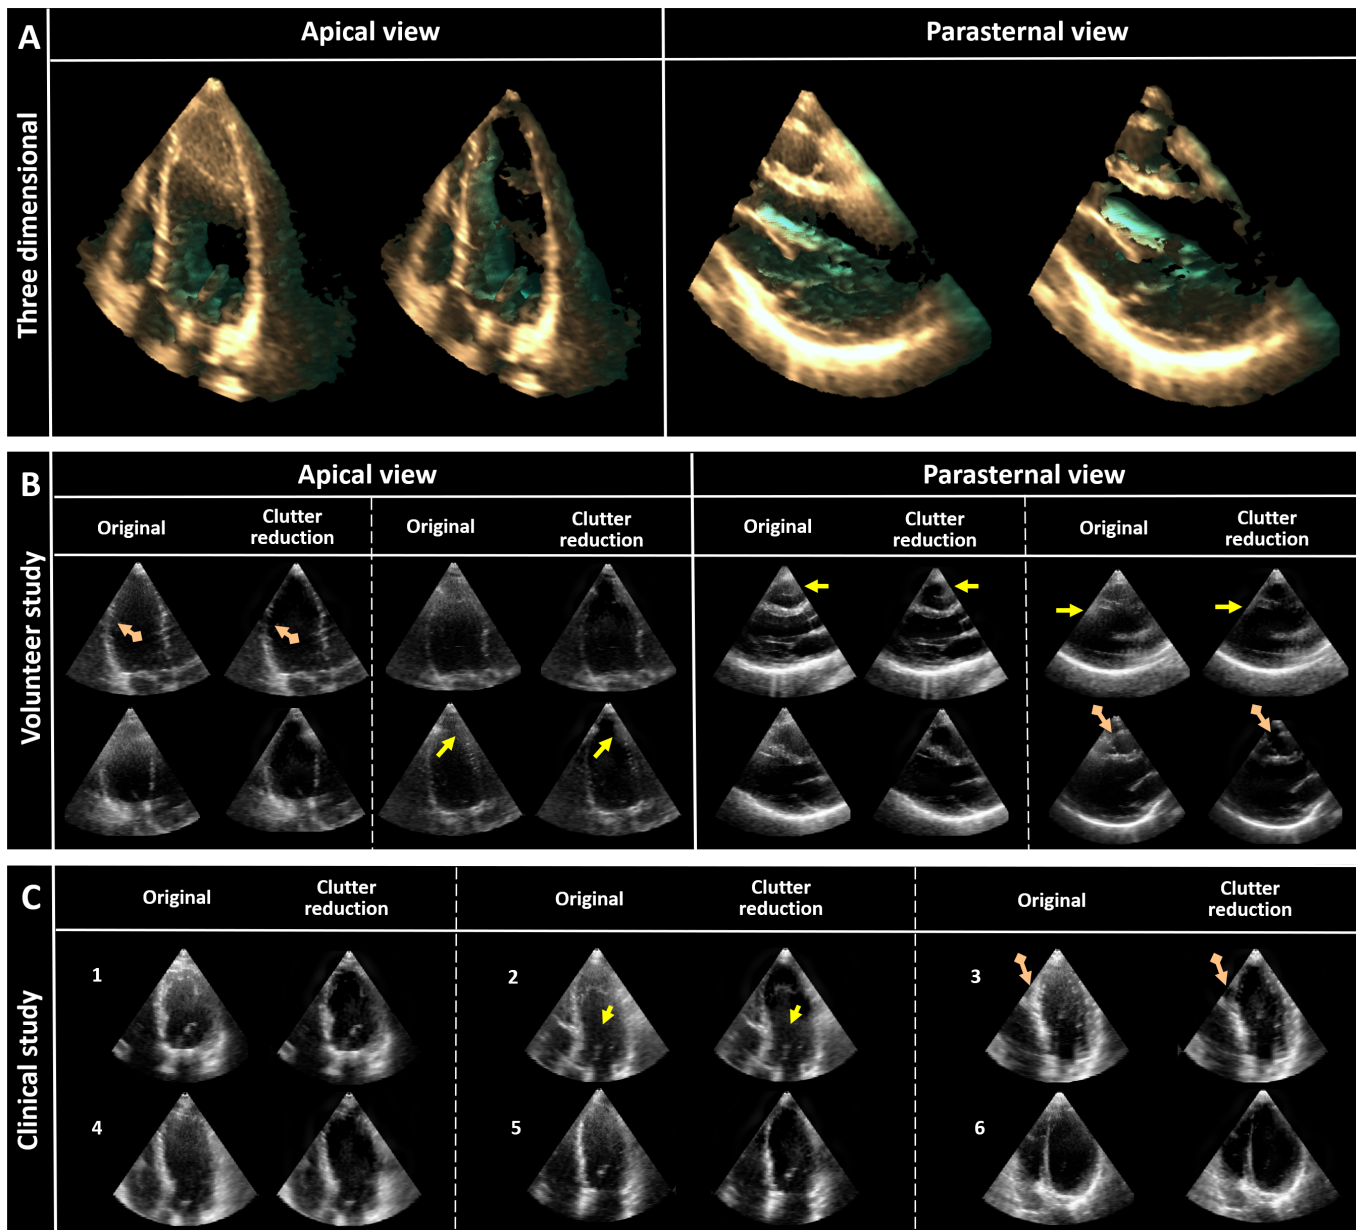 A
Apical view
Parasternal view
Three dimensional
B
Apical view
Parasternal view
Volunteer study
Original
Clutter
reduction
Original
Clutter
reduction
Original
Clutter
reduction
Original
Clutter
reduction
C
Clinical study
Original
Clutter
reduction
Original
Clutter
reduction
Original
Clutter
reduction
1
2
3
4
5
6